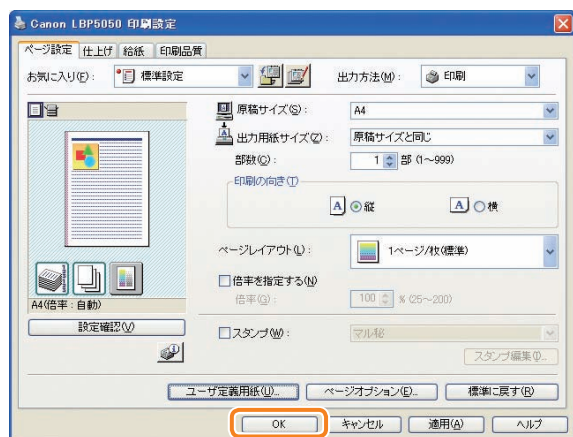 Canon LBP5050 印刷設定
ページ設定 仕上げ 給紙 印刷品質
お気に入り(F): 標準設定 出力方法(M): 印刷
原稿サイズ(S): A4
出力用紙サイズ(Z): 原稿サイズと同じ
部数(C): 1 部 (1~999)
印刷の向き(T)
A 縦 A 横
ページレイアウト(L): 1ページ/枚(標準)
倍率を指定する(N)
A4(倍率:自動)
倍率(G): 100 % (25~200)
設定確認(V)
スタンプ(W): マル秘
スタンプ編集(I)...
ユーザ定義用紙(U)... ページオプション(E)... 標準に戻す(R)
OK キャンセル 適用(A) ヘルプ